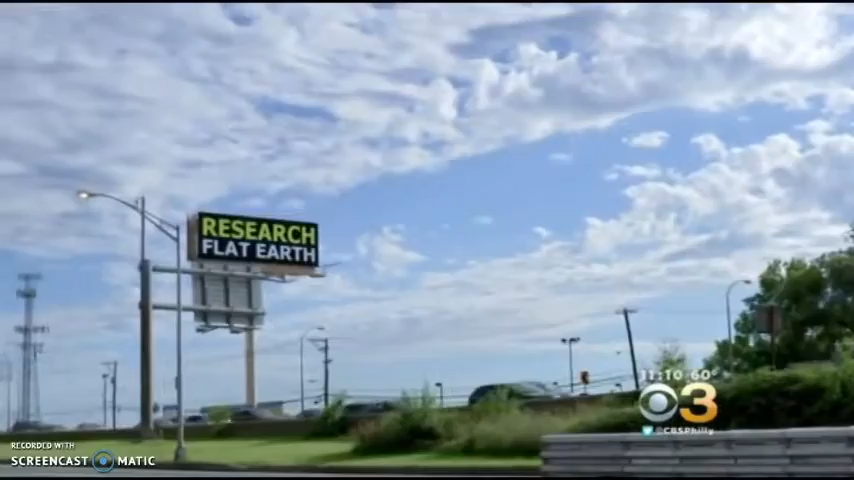 RESEARCH
FLAT EARTH
11:10 60°
3
@CBSPhilly
RECORDED WITH
SCREENCAST MATIC